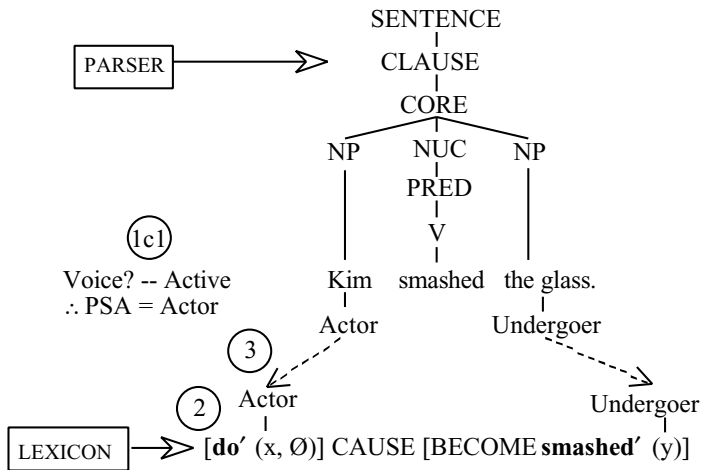 SENTENCE
PARSER
CLAUSE
CORE
NP NUC NP
PRED
V
1c1
Voice? -- Active
∴ PSA = Actor
Kim smashed the glass.
Actor Undergoer
3
2
Actor Undergoer
LEXICON
[do′ (x, Ø)] CAUSE [BECOME smashed′ (y)]